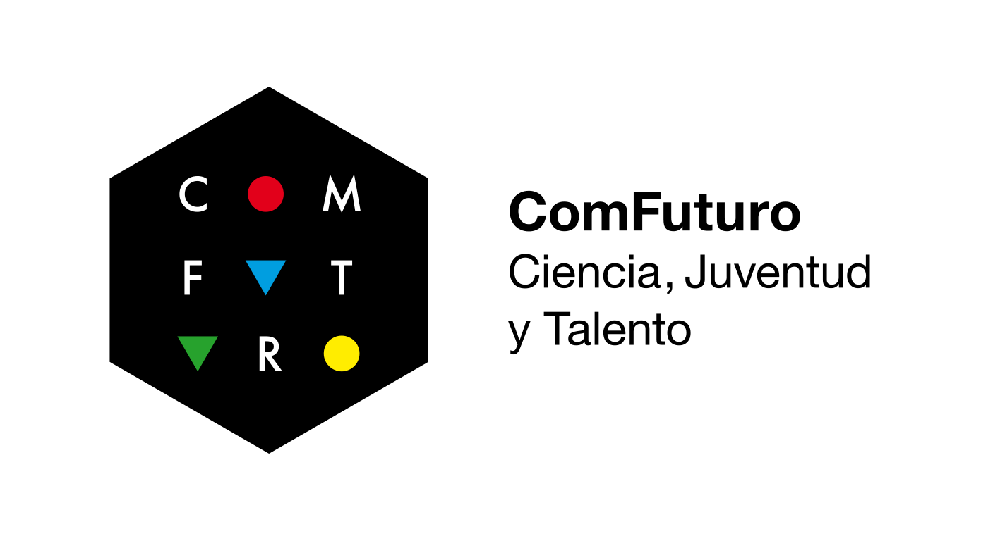 C M
F T
R
ComFuturo
Ciencia, Juventud
y Talento